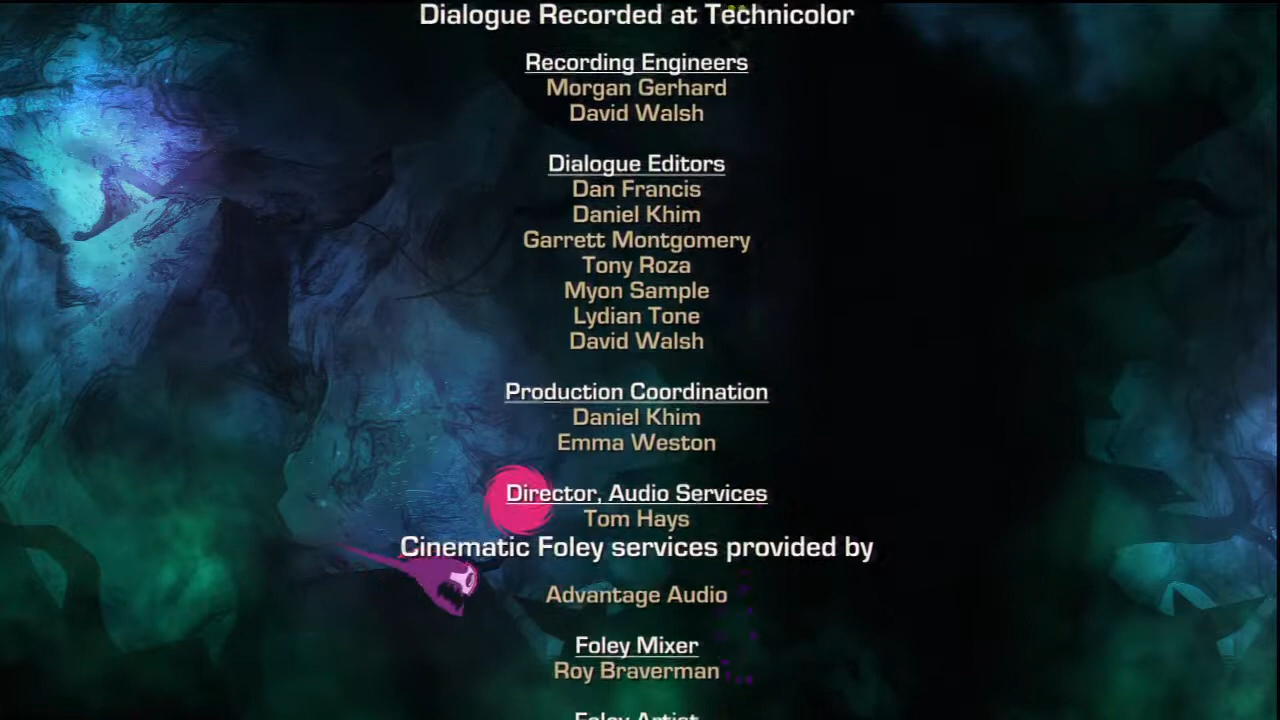 Dialogue Recorded at Technicolor
Recording Engineers
Morgan Gerhard
David Walsh
Dialogue Editors
Dan Francis
Daniel Khim
Garrett Montgomery
Tony Roza
Myon Sample
Lydian Tone
David Walsh
Production Coordination
Daniel Khim
Emma Weston
Director, Audio Services
Tom Hays
Cinematic Foley services provided by
Advantage Audio
Foley Mixer
Roy Braverman
Foley Artist